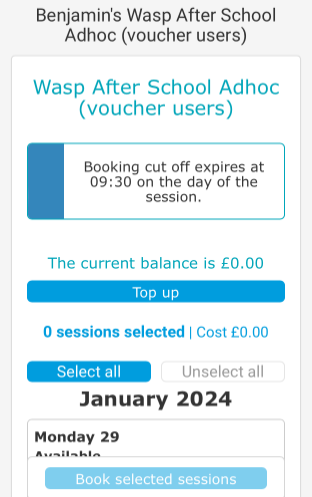 Benjamin's Wasp After School
Adhoc (voucher users)
Wasp After School Adhoc
(voucher users)
Booking cut off expires at
09:30 on the day of the
session.
The current balance is £0.00
Top up
0 sessions selected | Cost £0.00
Select all
Unselect all
January 2024
Monday 29
Available
Book selected sessions